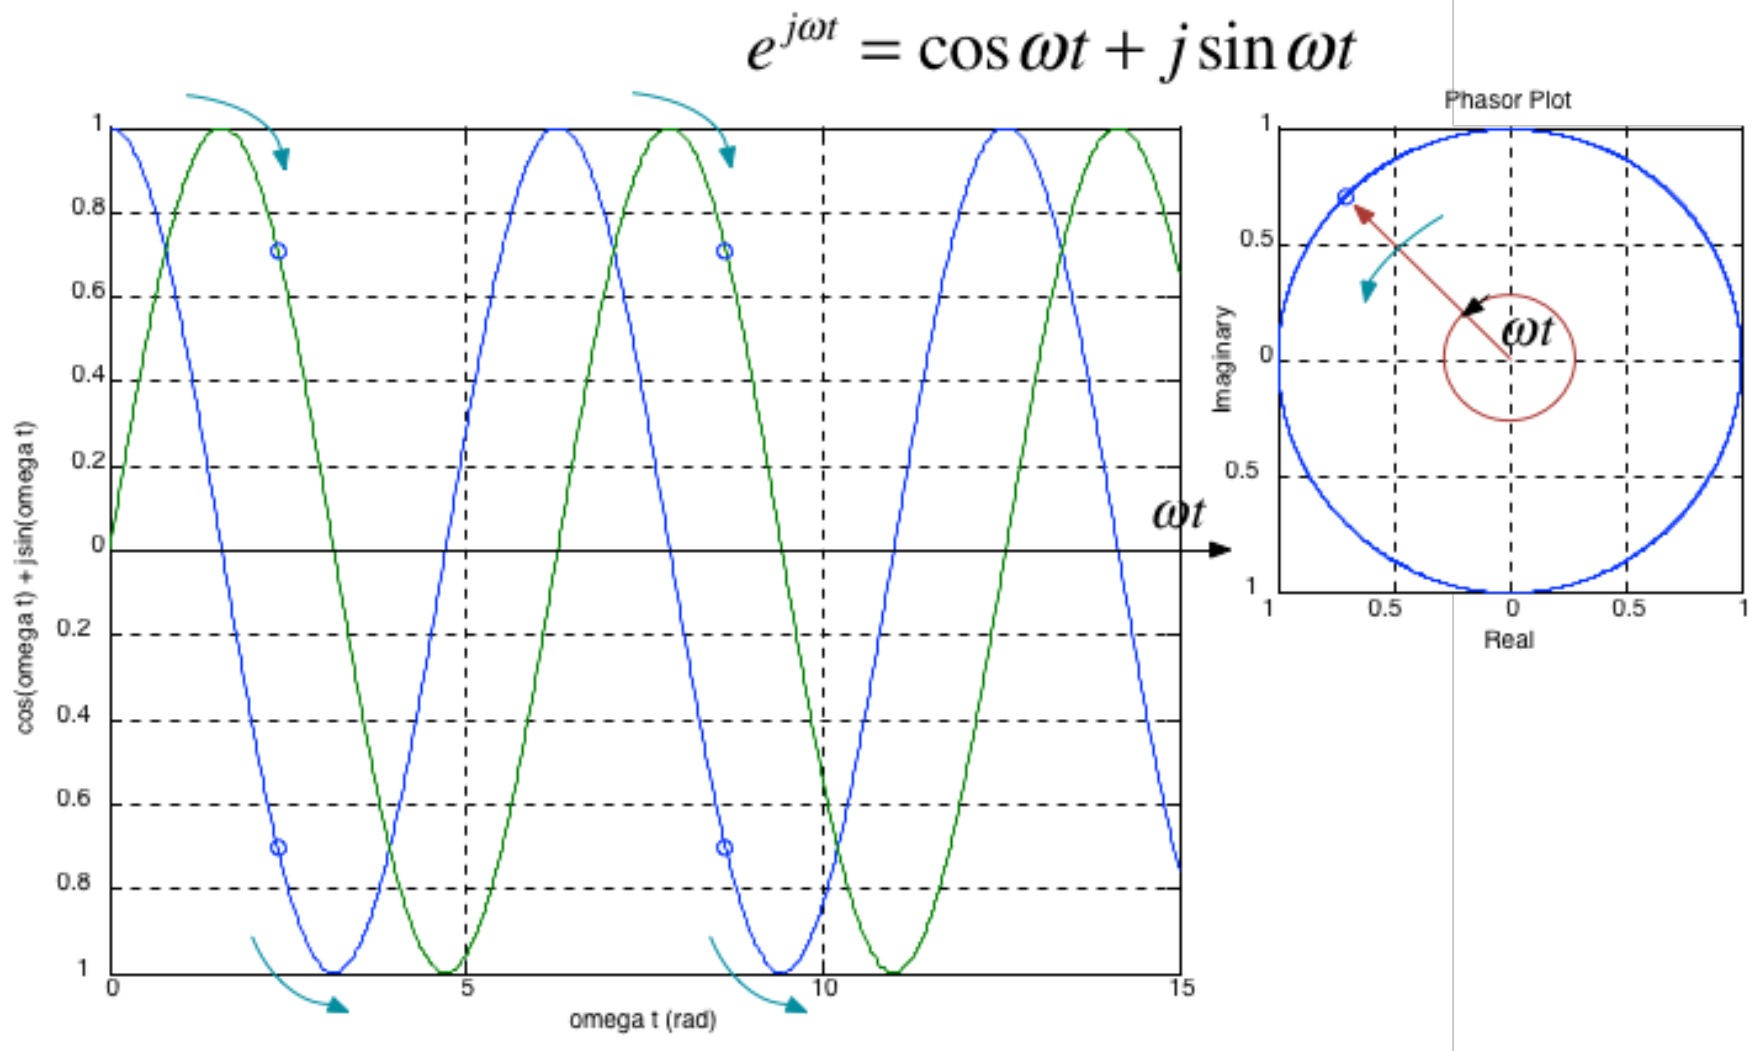 e^{jωt} = cos ωt + j sin ωt
Phasor Plot
1
0.8
0.6
0.4
0.2
0
0.2
0.4
0.6
0.8
1
cos(omega t) + j sin(omega t)
0 5 10 15
omega t (rad)
ωt
1
0.5
0
0.5
1
Imaginary
ωt
1 0.5 0 0.5 1
Real